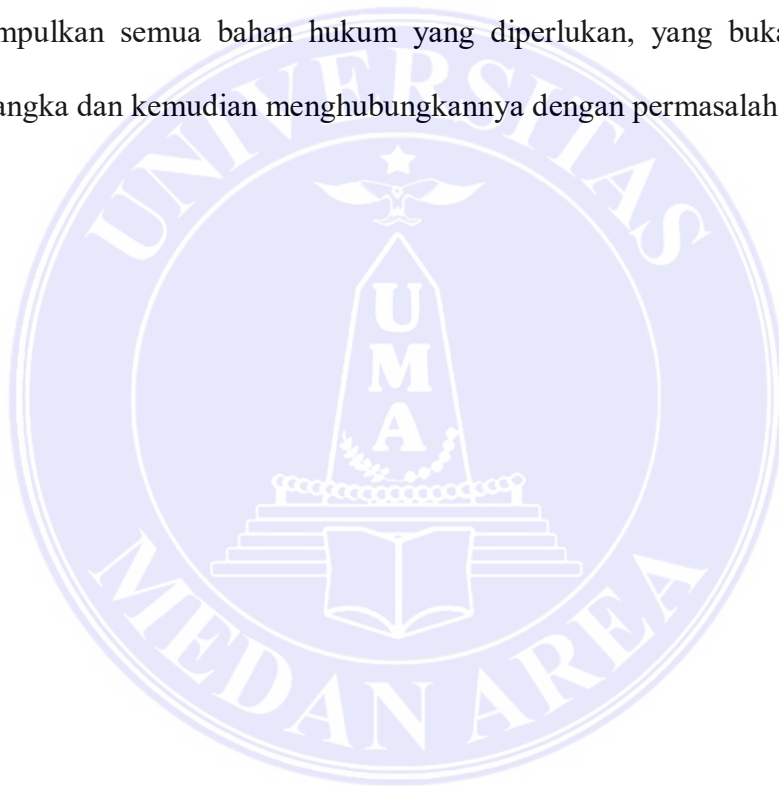 mpulkan semua bahan hukum yang diperlukan, yang buka
angka dan kemudian menghubungkannya dengan permasalah
UNIVERSITAS
U
M
A
MEDAN AREA